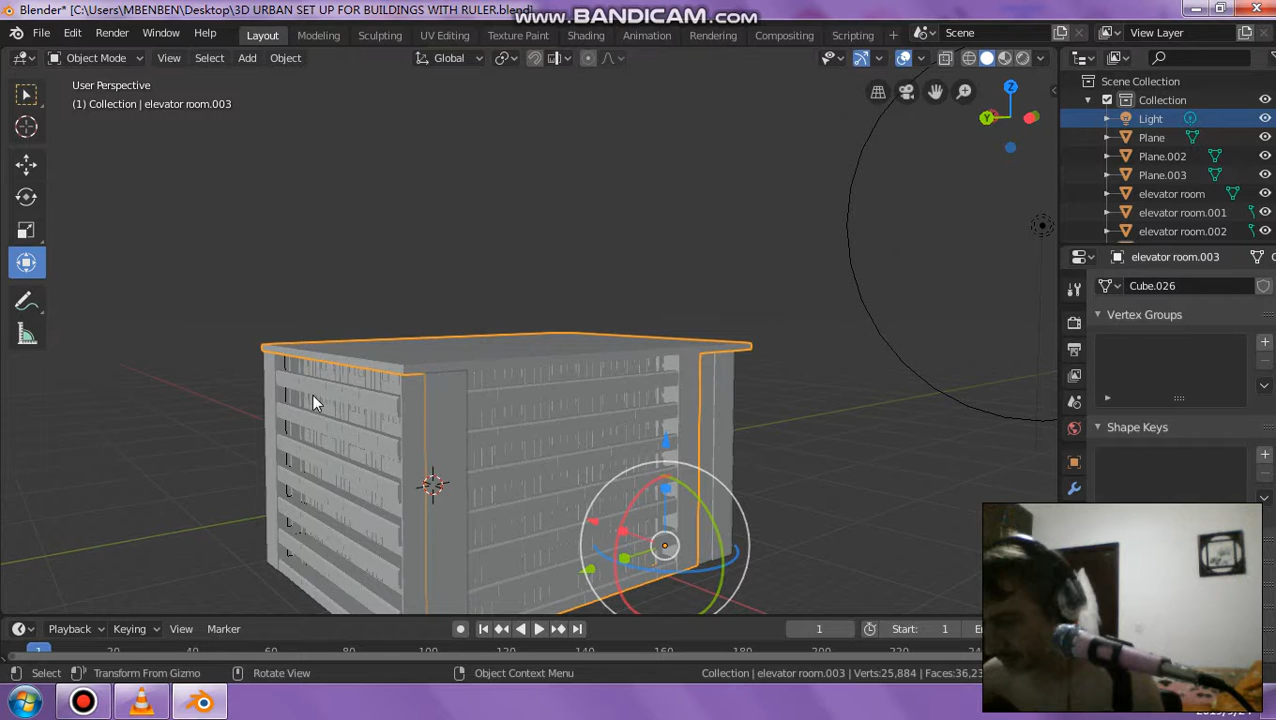 Blender* [C:\Users\MBENBEN\Desktop\3D URBAN SET UP FOR BUILDINGS WITH RULER.blend]
www.BANDICAM.com
File Edit Render Window Help
Layout Modeling Sculpting UV Editing Texture Paint Shading Animation Rendering Compositing Scripting +
Scene
View Layer
Object Mode View Select Add Object
Global
User Perspective
(1) Collection | elevator room.003
Z
Y
Scene Collection
Collection
Light
Plane
Plane.002
Plane.003
elevator room
elevator room.001
elevator room.002
elevator room.003
Cube.026
Vertex Groups
Shape Keys
Playback Keying View Marker
1
Start: 1
1 20 40 60 80 100 120 140 160 180 200 220
Select Transform From Gizmo Rotate View Object Context Menu
Collection | elevator room.003 | Verts:25,884 | Faces:36,23